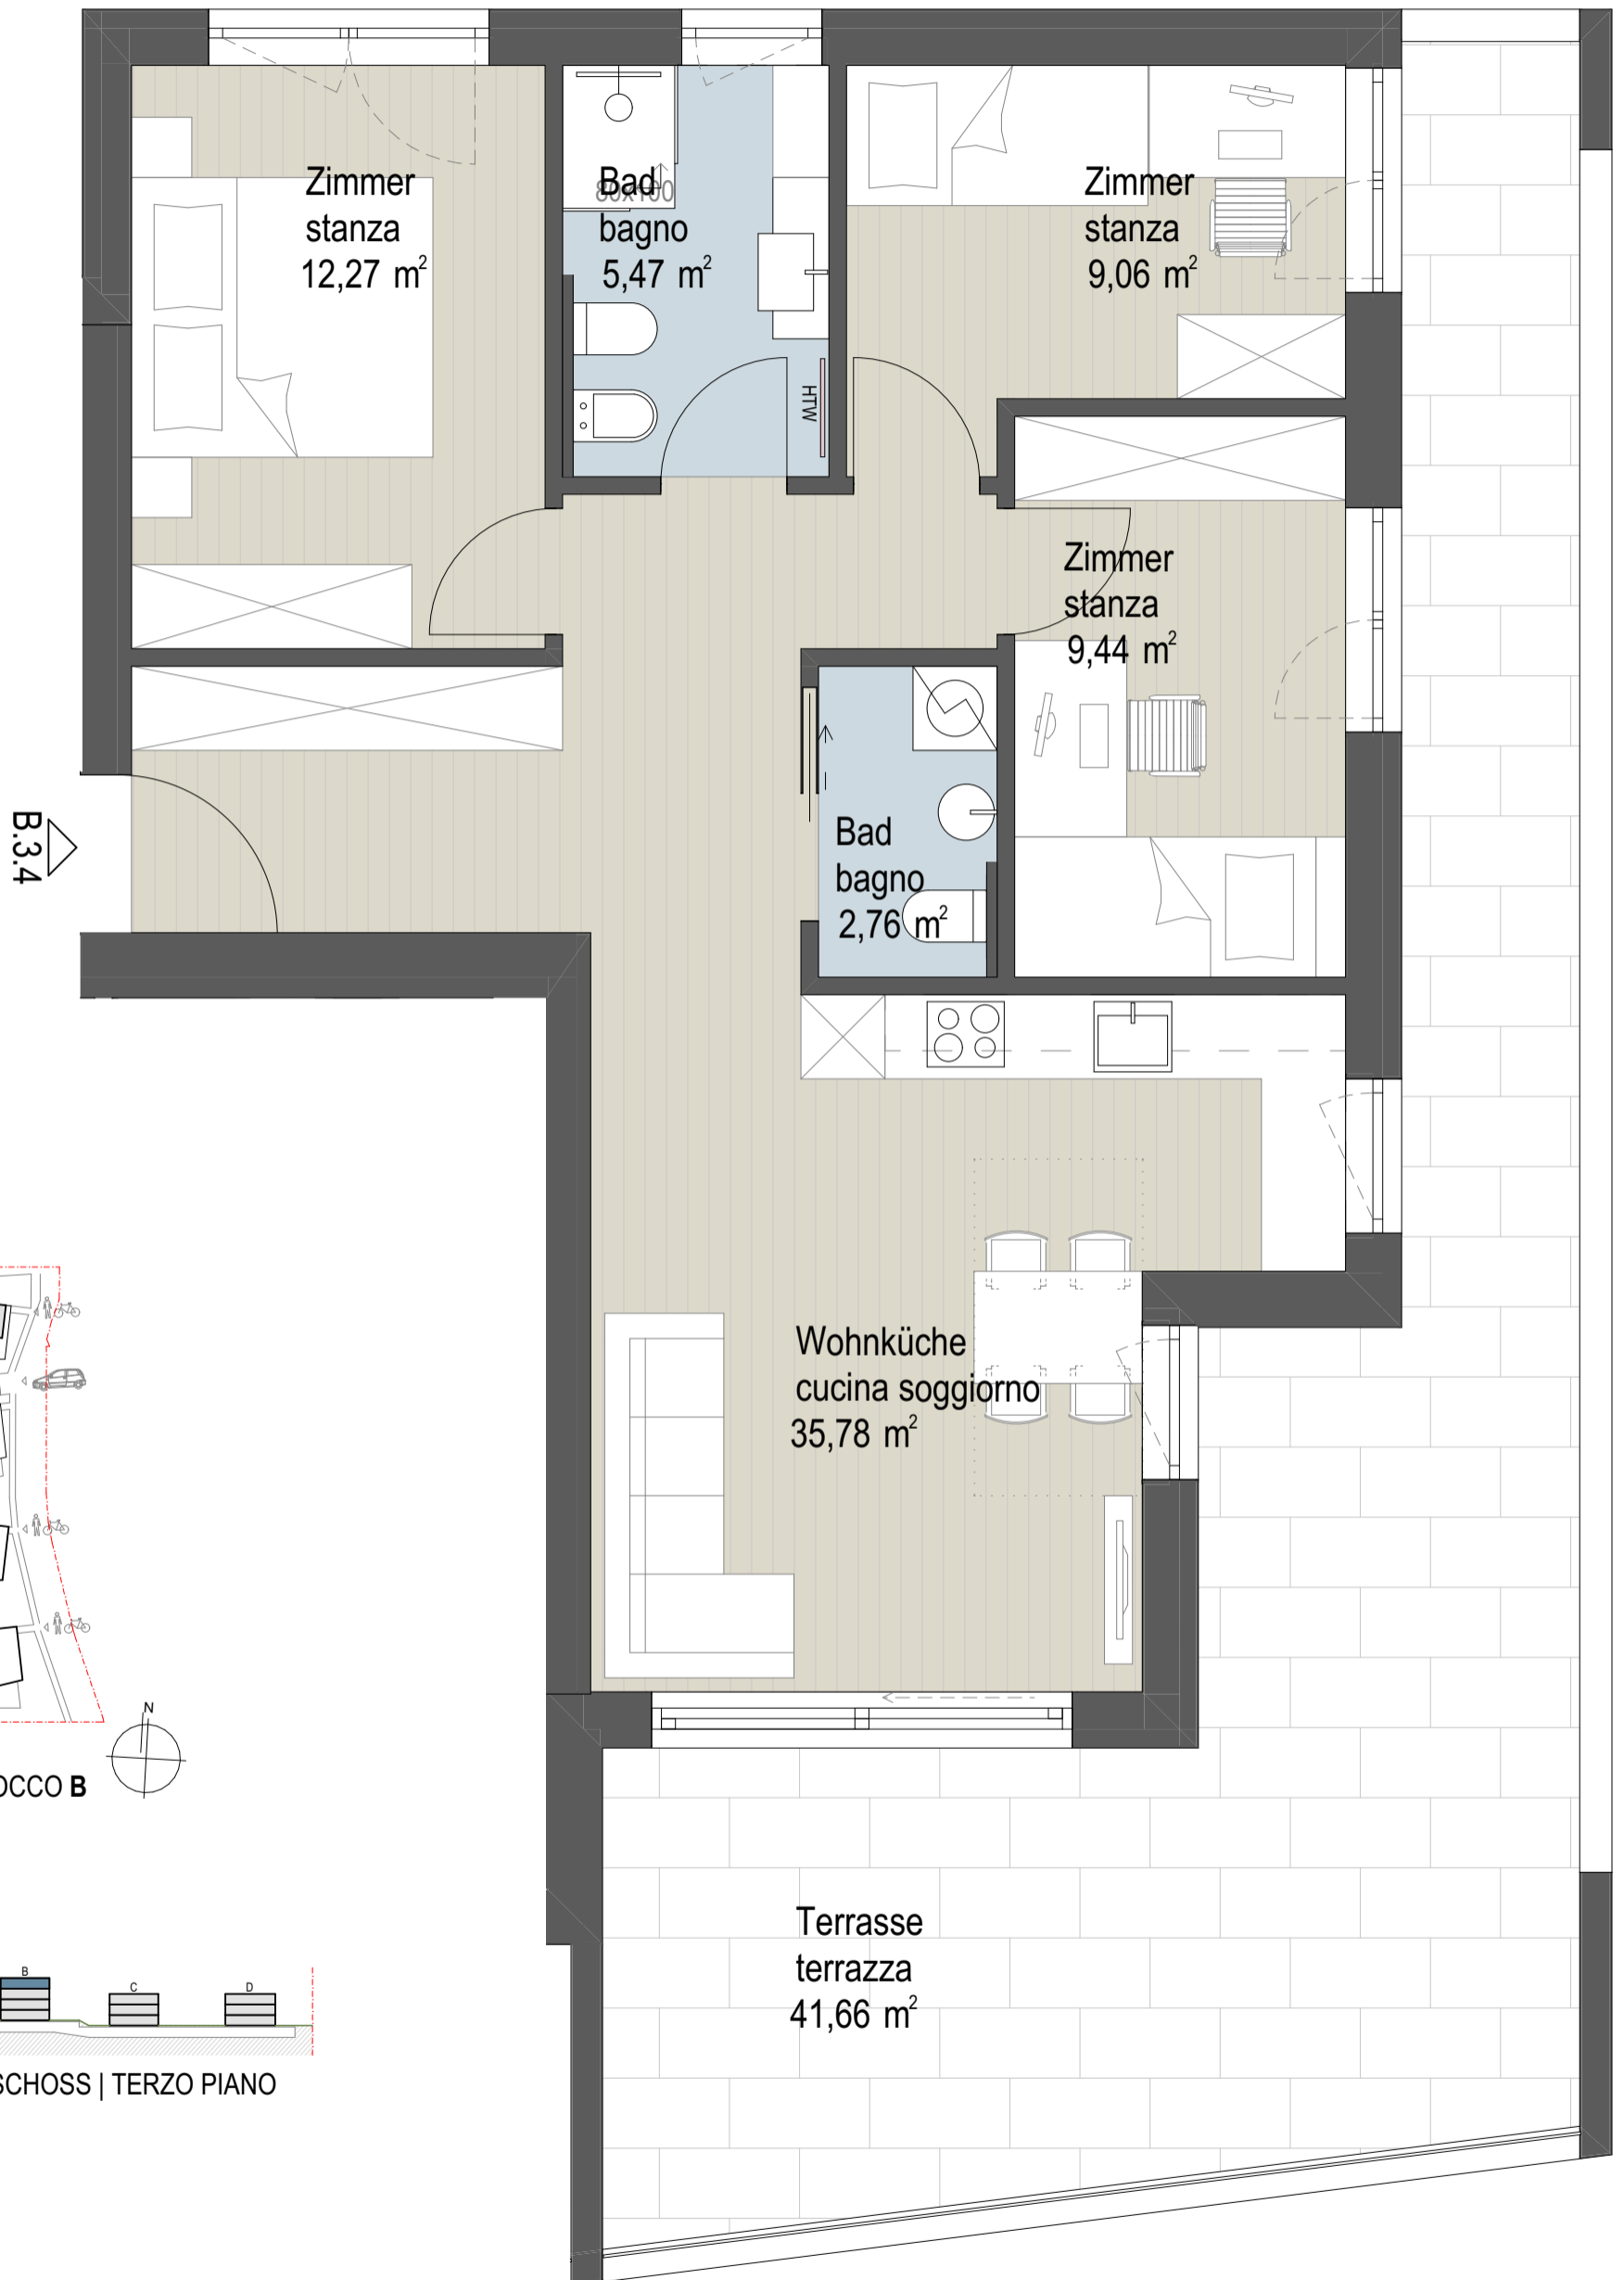 Zimmer
stanza
12,27 m²
Bad
80x100
bagno
5,47 m²
HTW
Zimmer
stanza
9,06 m²
Zimmer
stanza
9,44 m²
B.3.4
Bad
bagno
2,76 m²
Wohnküche
cucina soggiorno
35,78 m²
N
OCCO B
Terrasse
terrazza
41,66 m²
B
C
D
SCHOSS | TERZO PIANO